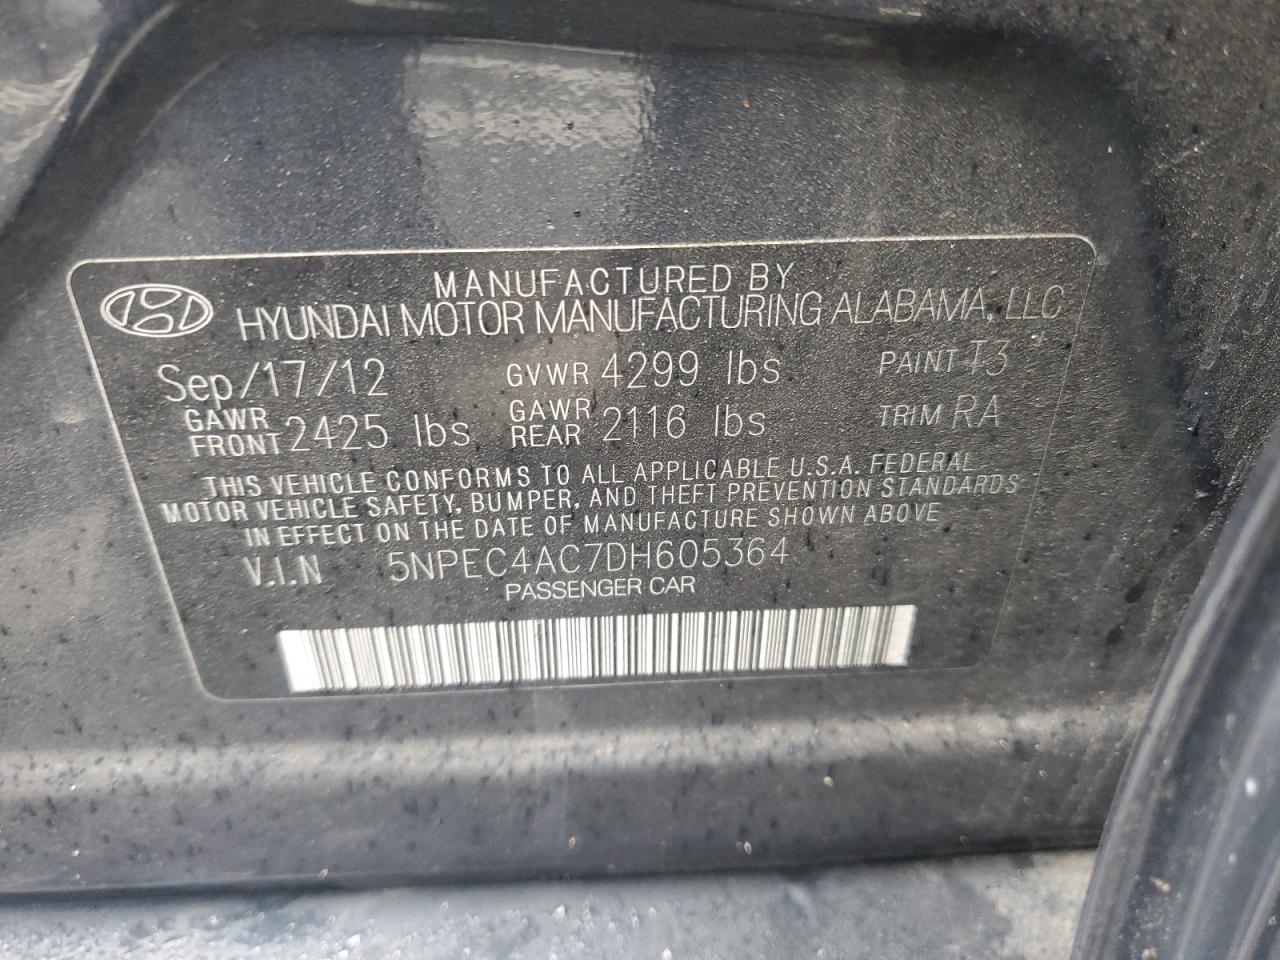 MANUFACTURED BY
HYUNDAI MOTOR MANUFACTURING ALABAMA, LLC
Sep/17/12 GVWR 4299 lbs PAINT T3
GAWR FRONT 2425 lbs GAWR REAR 2116 lbs TRIM RA
THIS VEHICLE CONFORMS TO ALL APPLICABLE U.S.A. FEDERAL
MOTOR VEHICLE SAFETY, BUMPER, AND THEFT PREVENTION STANDARDS
IN EFFECT ON THE DATE OF MANUFACTURE SHOWN ABOVE
V.I.N 5NPEC4AC7DH605364
PASSENGER CAR